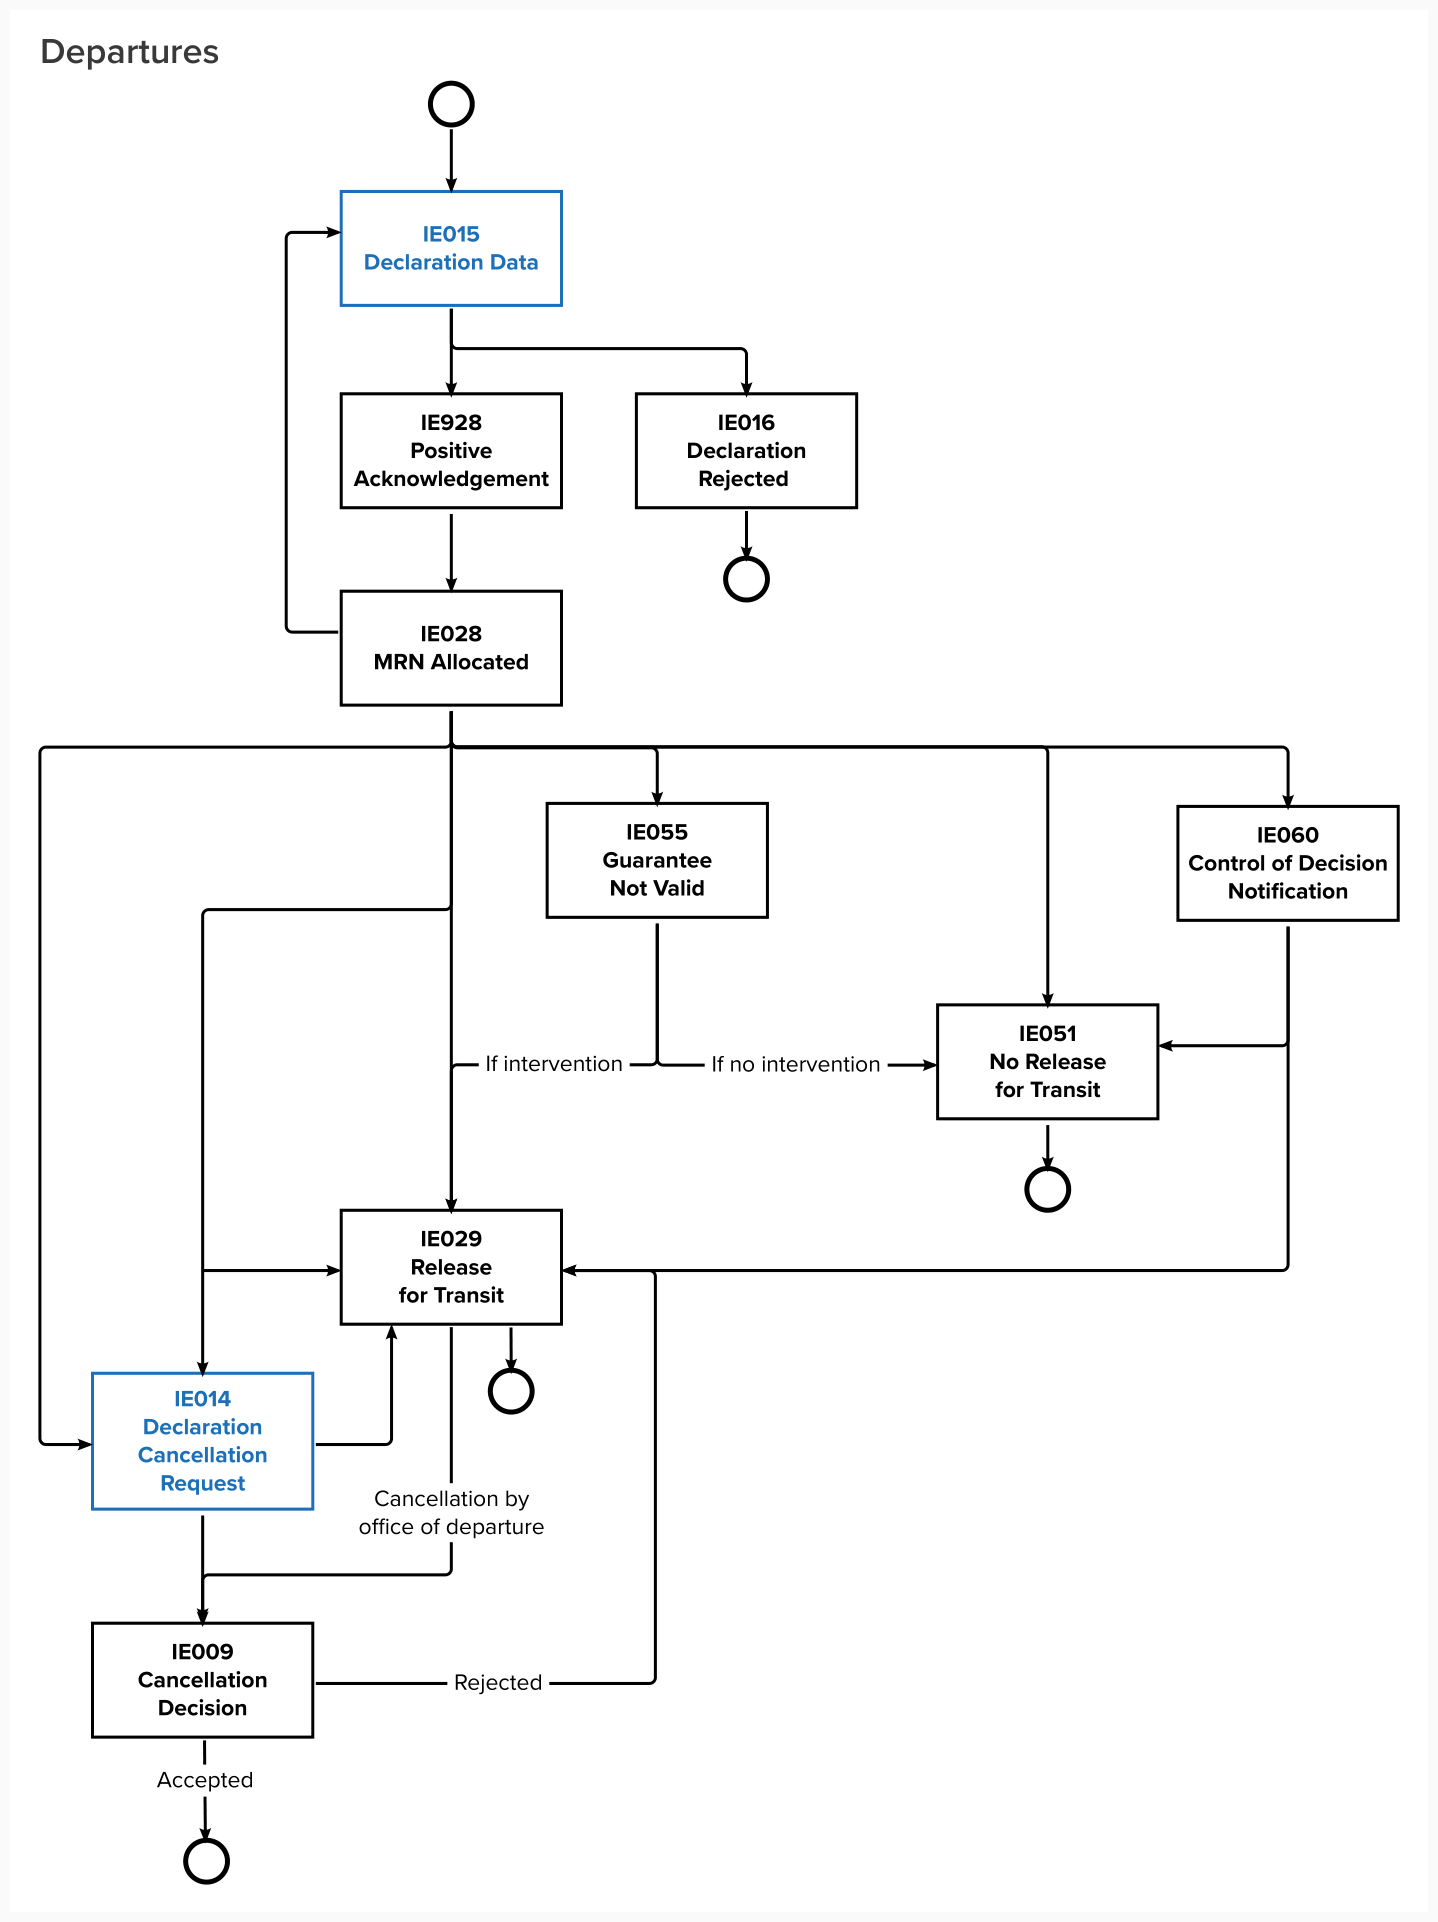 Departures
IE015
Declaration Data
IE928
Positive
Acknowledgement
IE016
Declaration
Rejected
IE028
MRN Allocated
IE055
Guarantee
Not Valid
IE060
Control of Decision
Notification
IE051
No Release
for Transit
If intervention
If no intervention
IE029
Release
for Transit
IE014
Declaration
Cancellation
Request
Cancellation by
office of departure
IE009
Cancellation
Decision
Rejected
Accepted